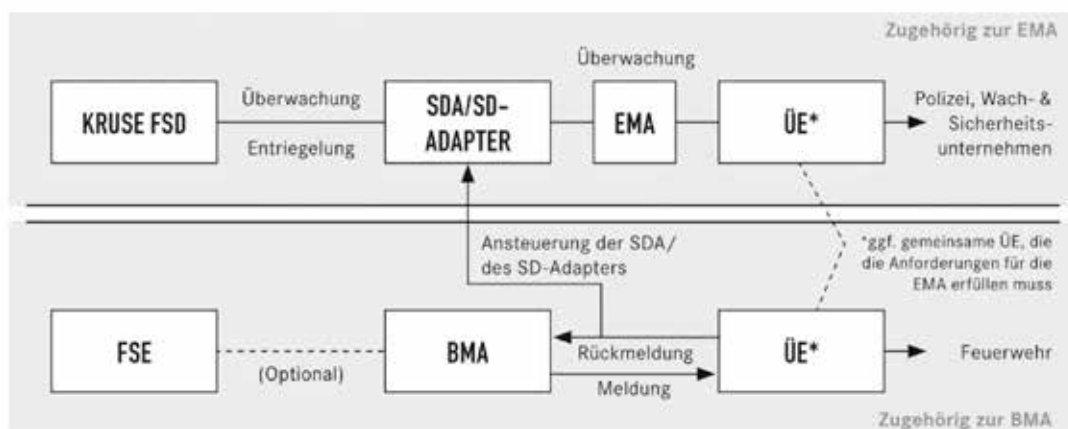 Zugehörig zur EMA
Überwachung
KRUSE FSD
Überwachung
Entriegelung
SDA/SD-
ADAPTER
EMA
ÜE*
Polizei, Wach- &
Sicherheits-
unternehmen
Ansteuerung der SDA/
des SD-Adapters
*ggf. gemeinsame ÜE, die
die Anforderungen für die
EMA erfüllen muss
FSE
(Optional)
BMA
Rückmeldung
Meldung
ÜE*
Feuerwehr
Zugehörig zur BMA